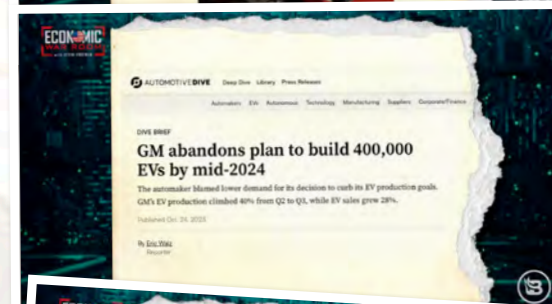 ECONOMIC
WAR ROOM
AUTOMOTIVE DIVE Deep Dive Library Press Releases
Automakers EVs Autonomous Technology Manufacturing Suppliers Corporate/Finance
DIVE BRIEF
GM abandons plan to build 400,000
EVs by mid-2024
The automaker blamed lower demand for its decision to curb its EV production goals.
GM's EV production climbed 40% from Q2 to Q3, while EV sales grew 28%.
Published Oct. 24, 2023
By Eric Walz
Reporter
B